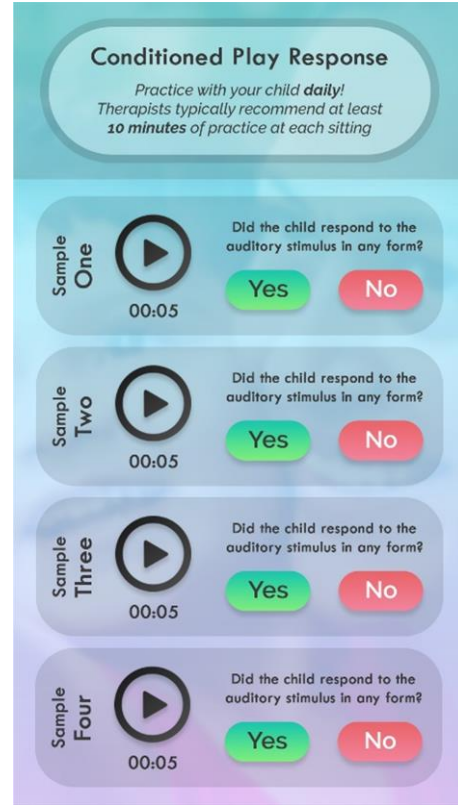 Conditioned Play Response
Practice with your child daily!
Therapists typically recommend at least
10 minutes of practice at each sitting
Sample
One
00:05
Did the child respond to the
auditory stimulus in any form?
Yes
No
Sample
Two
00:05
Did the child respond to the
auditory stimulus in any form?
Yes
No
Sample
Three
00:05
Did the child respond to the
auditory stimulus in any form?
Yes
No
Sample
Four
00:05
Did the child respond to the
auditory stimulus in any form?
Yes
No